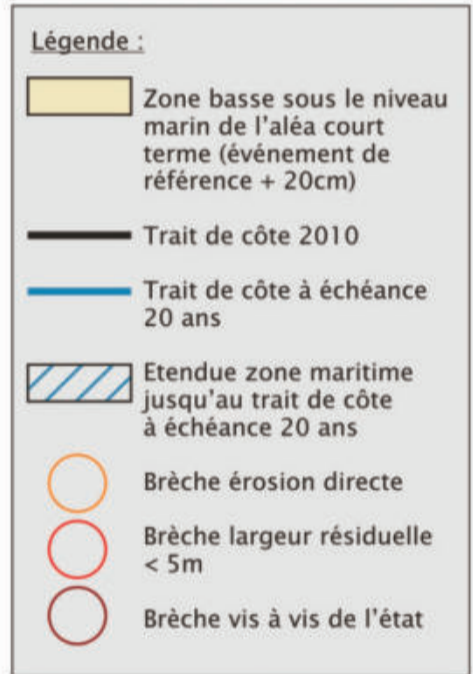 Légende :
Zone basse sous le niveau
marin de l'aléa court
terme (événement de
référence + 20cm)
Trait de côte 2010
Trait de côte à échéance
20 ans
Etendue zone maritime
jusqu'au trait de côte
à échéance 20 ans
Brèche érosion directe
Brèche largeur résiduelle
< 5m
Brèche vis à vis de l'état